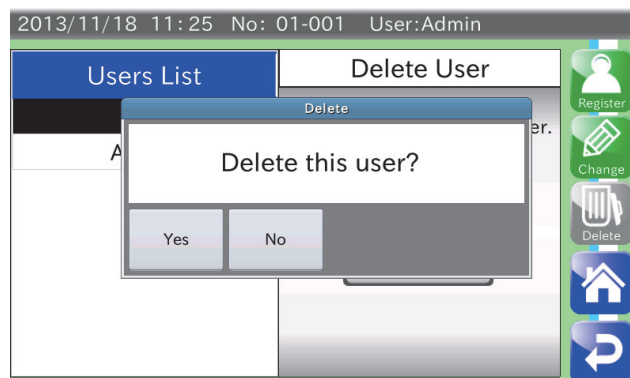 2013/11/18 11:25 No: 01-001 User:Admin
Users List
Delete User
Register
Delete
er.
A
Delete this user?
Change
Yes
No
Delete